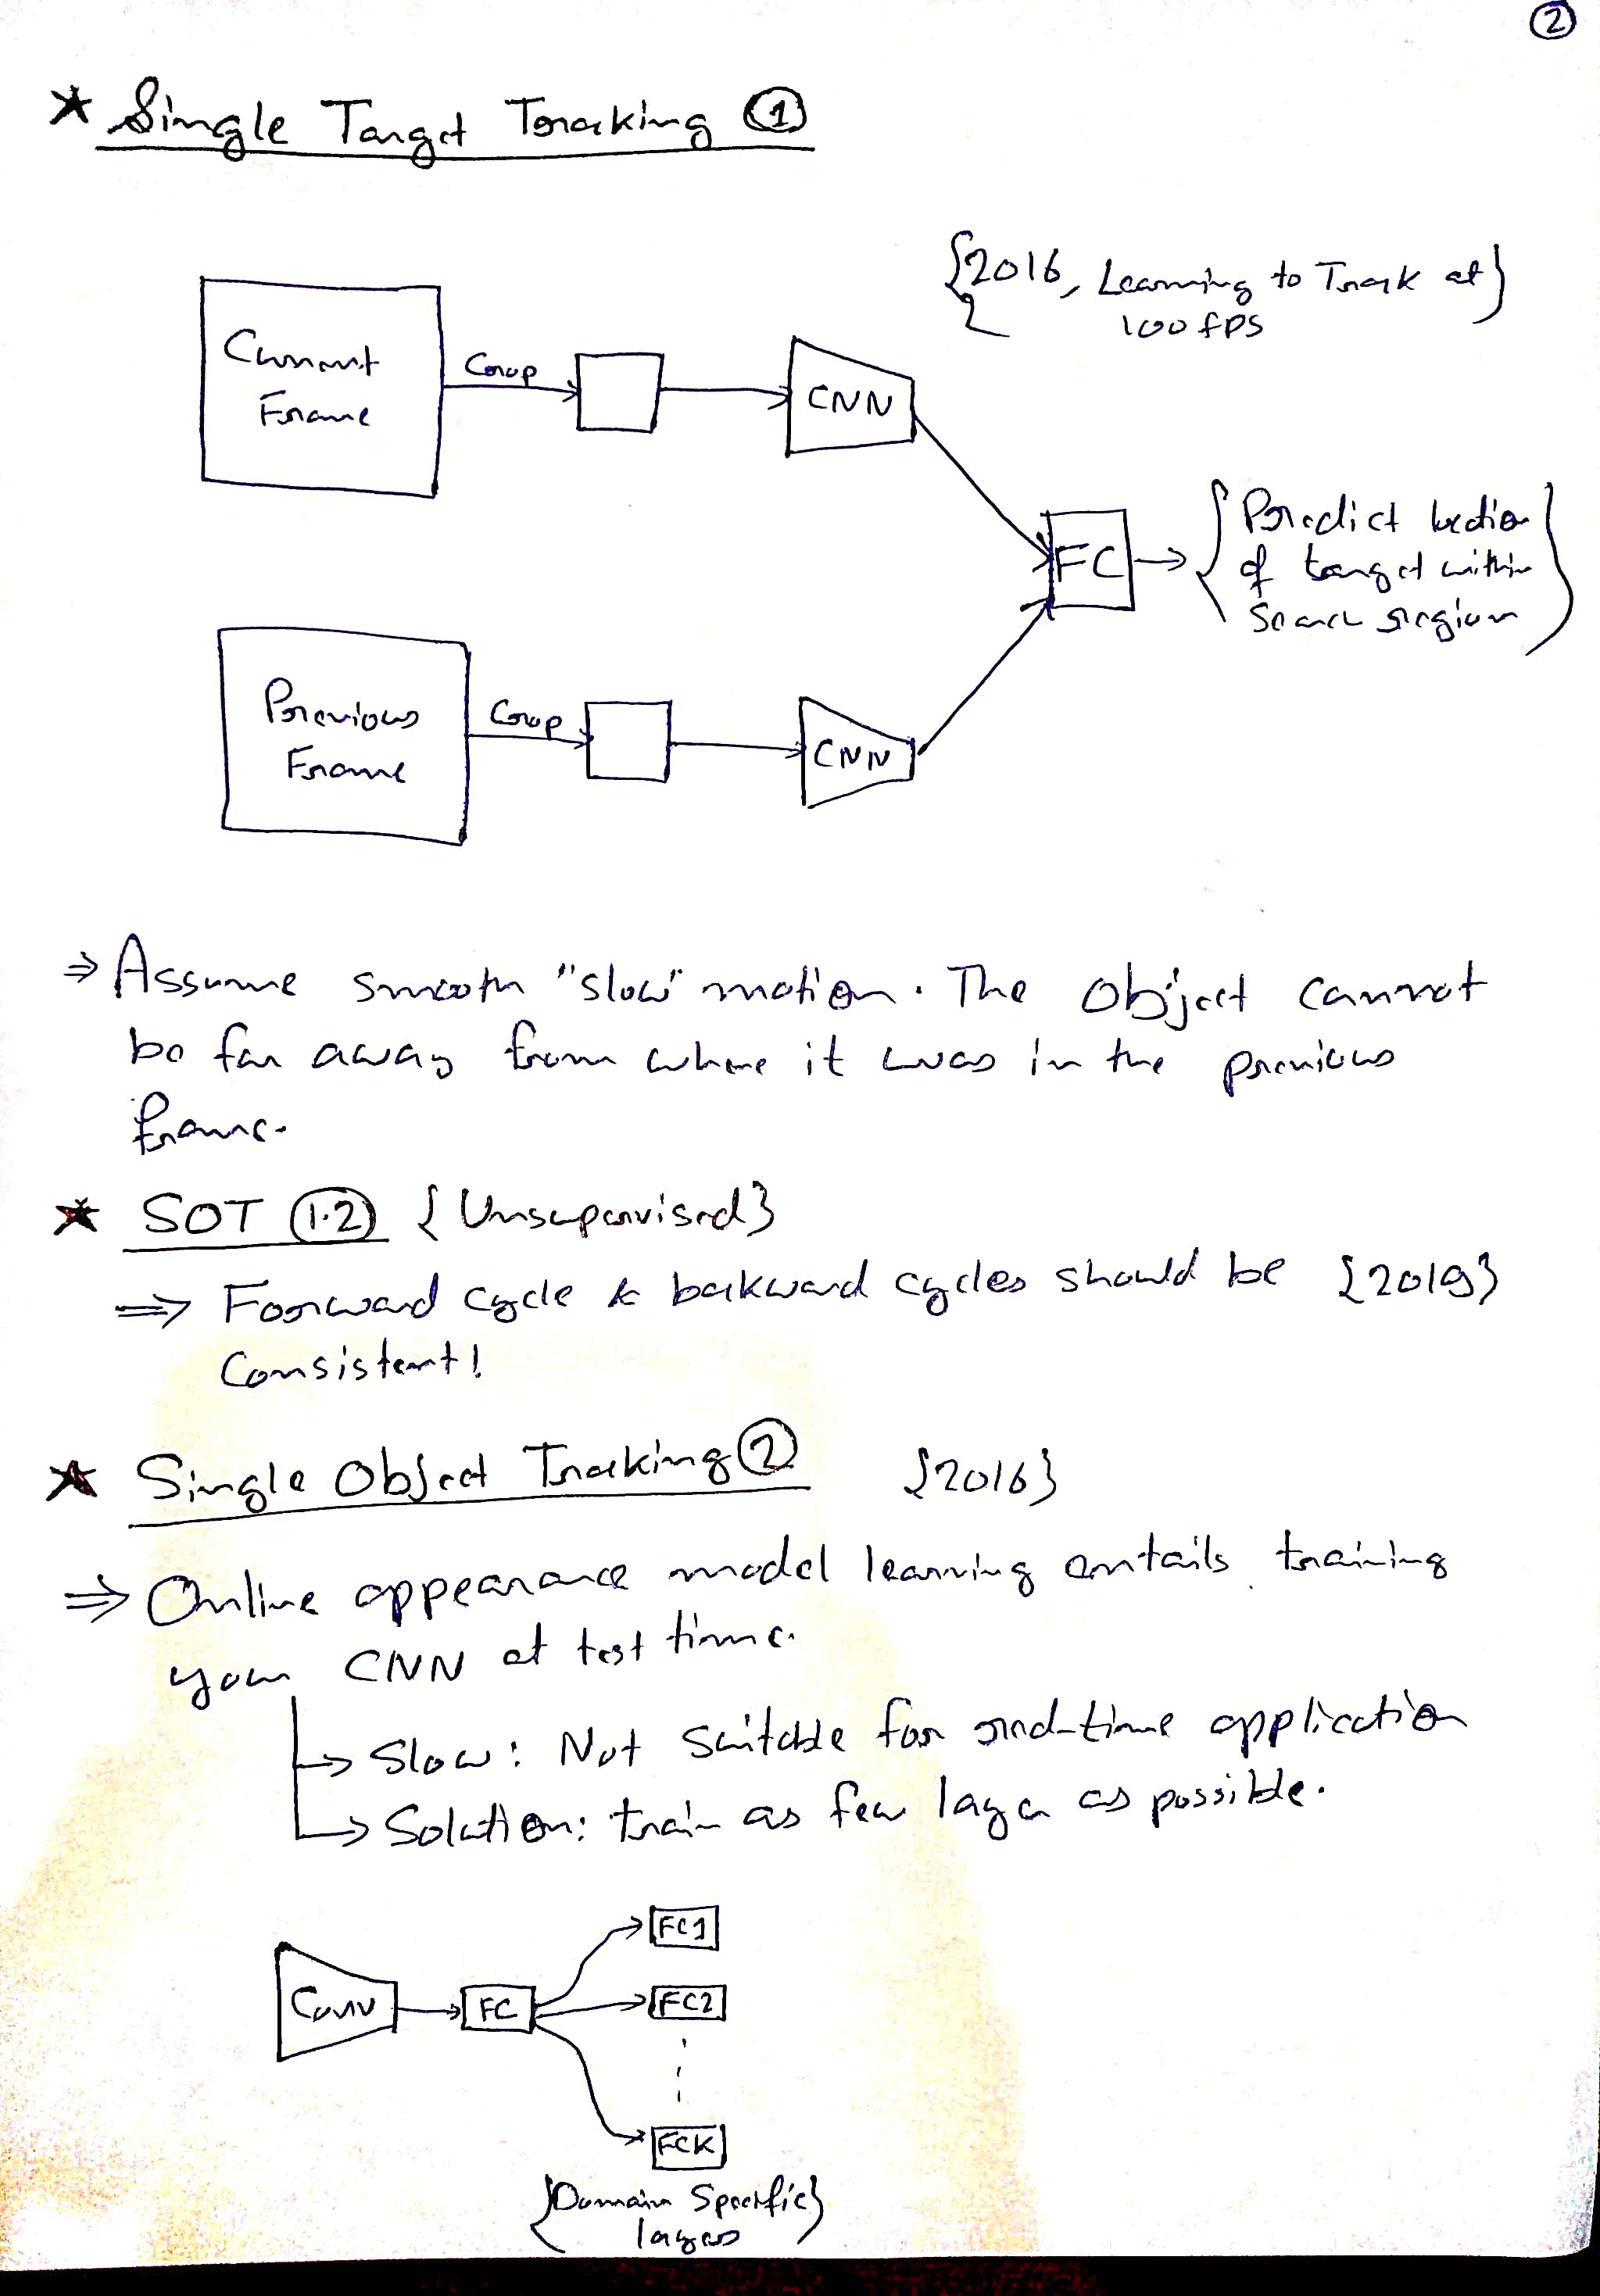 ②
* Single Target Tracking ①
{2016, Learning to Track at
100 fps}
Current
Frame
Crop
CNN
FC
{Predict location
of target within
search region}
Previous
Frame
Crop
CNN
⇒ Assume smooth "slow" motion. The object cannot
be far away from where it was in the previous
frame.
* SOT (1.2) {Unsupervised}
⇒ Forward cycle & backward cycles should be {2019}
Consistent!
* Single Object Tracking ② {2016}
⇒ Online appearance model learning entails training
your CNN at test time.
→ Slow: Not suitable for real-time application
→ Solution: train as few layer as possible.
Conv
FC
FC1
FC2
FCK
{Domain Specific
layers}